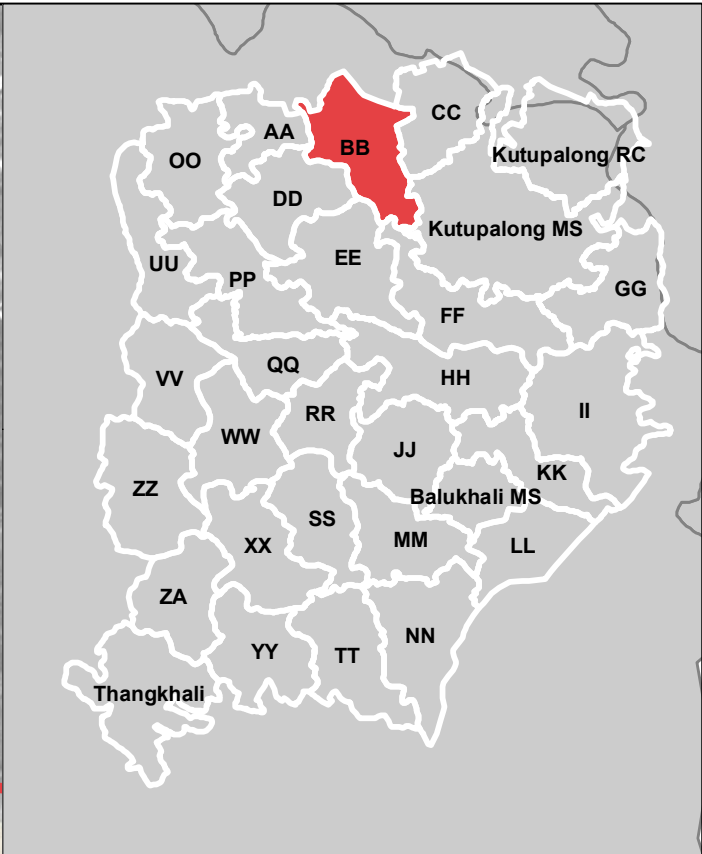 CC
AA
BB
Kutupalong RC
OO
DD
Kutupalong MS
EE
UU
PP
GG
FF
QQ
HH
VV
RR
II
WW
JJ
KK
ZZ
Balukhali MS
SS
MM
XX
LL
ZA
NN
YY
TT
Thangkhali